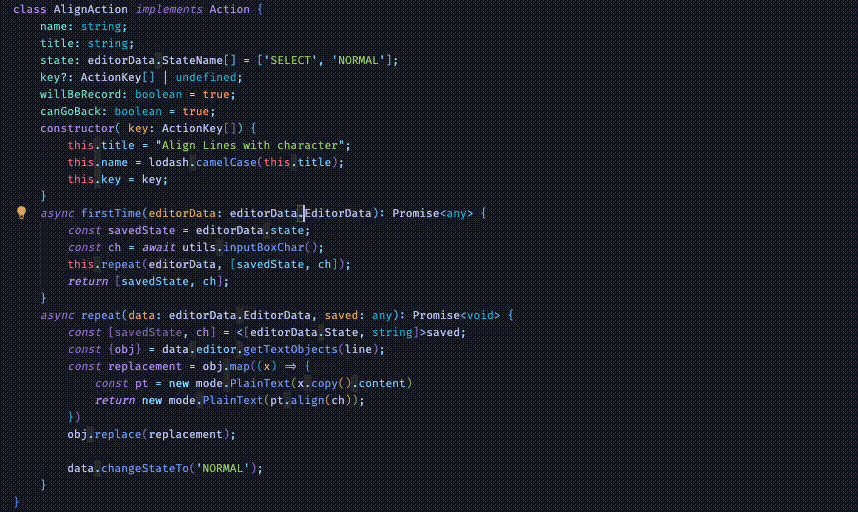 class AlignAction implements Action {
    name: string;
    title: string;
    state: editorData.StateName[] = ['SELECT', 'NORMAL'];
    key?: ActionKey[] | undefined;
    willBeRecord: boolean = true;
    canGoBack: boolean = true;
    constructor( key: ActionKey[]) {
        this.title = "Align Lines with character";
        this.name = lodash.camelCase(this.title);
        this.key = key;
    }
    async firstTime(editorData: editorData.EditorData): Promise<any> {
        const savedState = editorData.state;
        const ch = await utils.inputBoxChar();
        this.repeat(editorData, [savedState, ch]);
        return [savedState, ch];
    }
    async repeat(data: editorData.EditorData, saved: any): Promise<void> {
        const [savedState, ch] = <[editorData.State, string]>saved;
        const {obj} = data.editor.getTextObjects(line);
        const replacement = obj.map((x) => {
            const pt = new mode.PlainText(x.copy().content)
            return new mode.PlainText(pt.align(ch));
        })
        obj.replace(replacement);
        data.changeStateTo('NORMAL');
    }
}